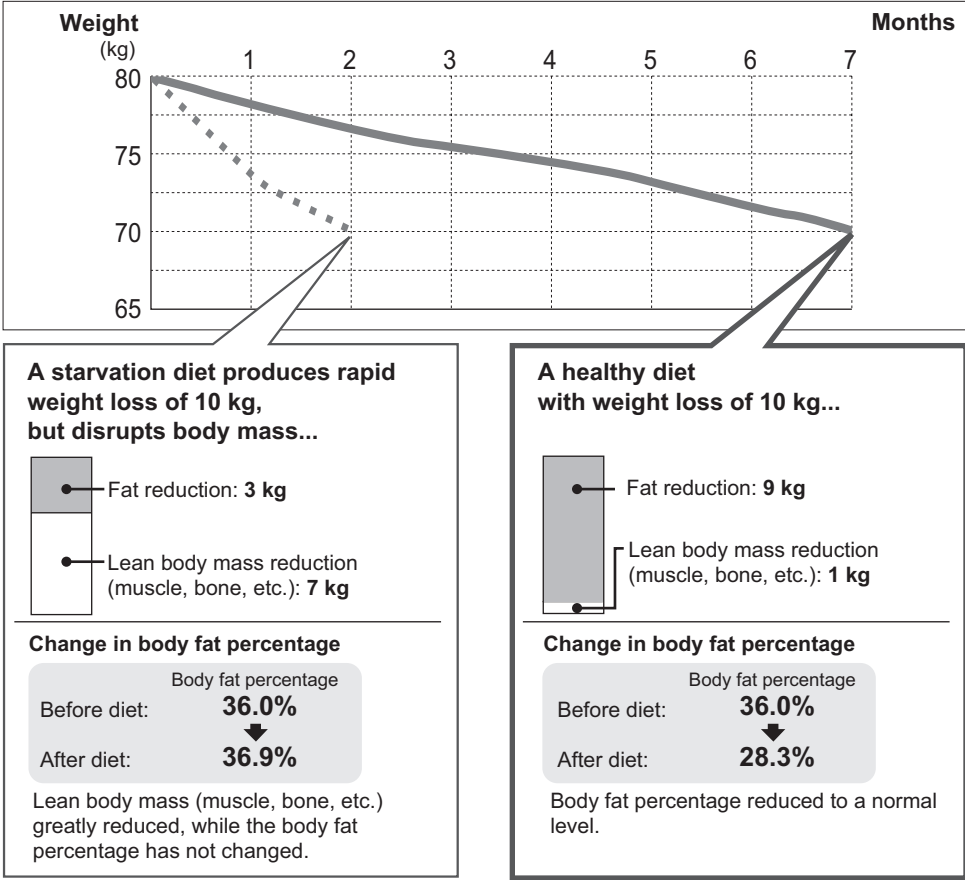 Weight
(kg)
Months
1 2 3 4 5 6 7
80
75
70
65
A starvation diet produces rapid
weight loss of 10 kg,
but disrupts body mass...
Fat reduction: 3 kg
Lean body mass reduction
(muscle, bone, etc.): 7 kg
Change in body fat percentage
Body fat percentage
Before diet: 36.0%
After diet: 36.9%
Lean body mass (muscle, bone, etc.)
greatly reduced, while the body fat
percentage has not changed.
A healthy diet
with weight loss of 10 kg...
Fat reduction: 9 kg
Lean body mass reduction
(muscle, bone, etc.): 1 kg
Change in body fat percentage
Body fat percentage
Before diet: 36.0%
After diet: 28.3%
Body fat percentage reduced to a normal
level.